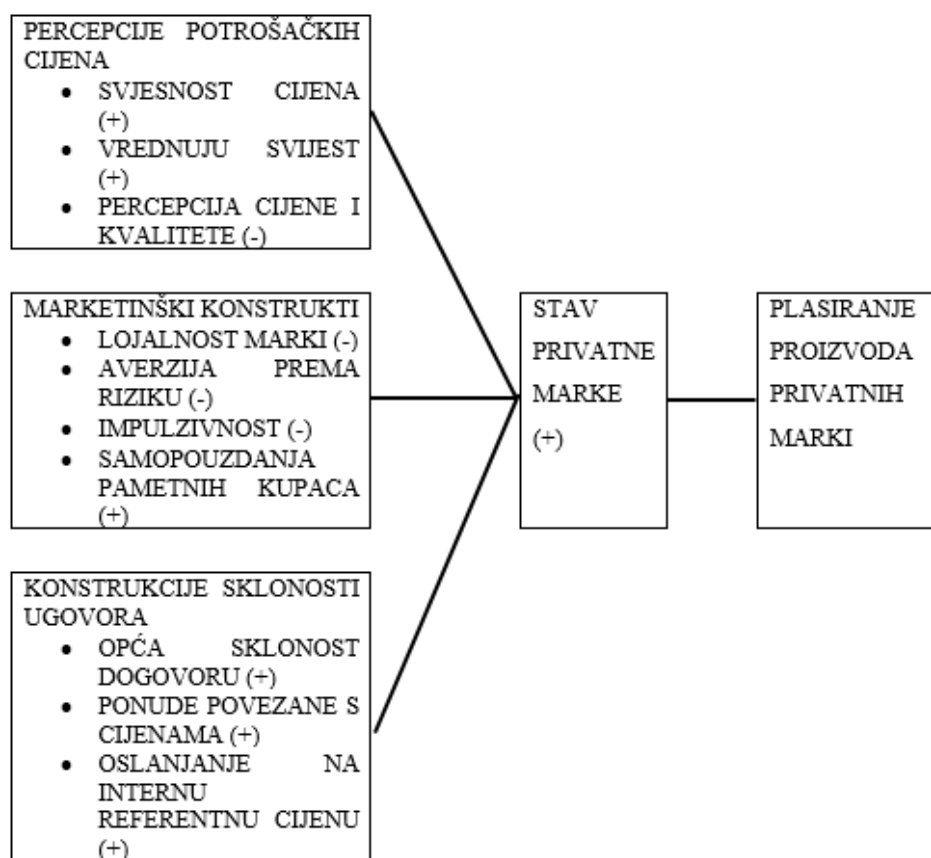 PERCEPCIJE POTROŠAČKIH
CIJENA
● SVJESNOST CIJENA
(+)
● VREDNUJU SVIJEST
(+)
● PERCEPCIJA CIJENE I
KVALITETE (-)
MARKETINŠKI KONSTRUKTI
● LOJALNOST MARKI (-)
● AVERZIJA PREMA
RIZIKU (-)
● IMPULZIVNOST (-)
● SAMOPOUZDANJA
PAMETNIH KUPACA
(+)
KONSTRUKCIJE SKLONOSTI
UGOVORA
● OPĆA SKLONOST
DOGOVORU (+)
● PONUDE POVEZANE S
CIJENAMA (+)
● OSLANJANJE NA
INTERNU
REFERENTNU CIJENU
(+)
STAV
PRIVATNE
MARKE
(+)
PLASIRANJE
PROIZVODA
PRIVATNIH
MARKI